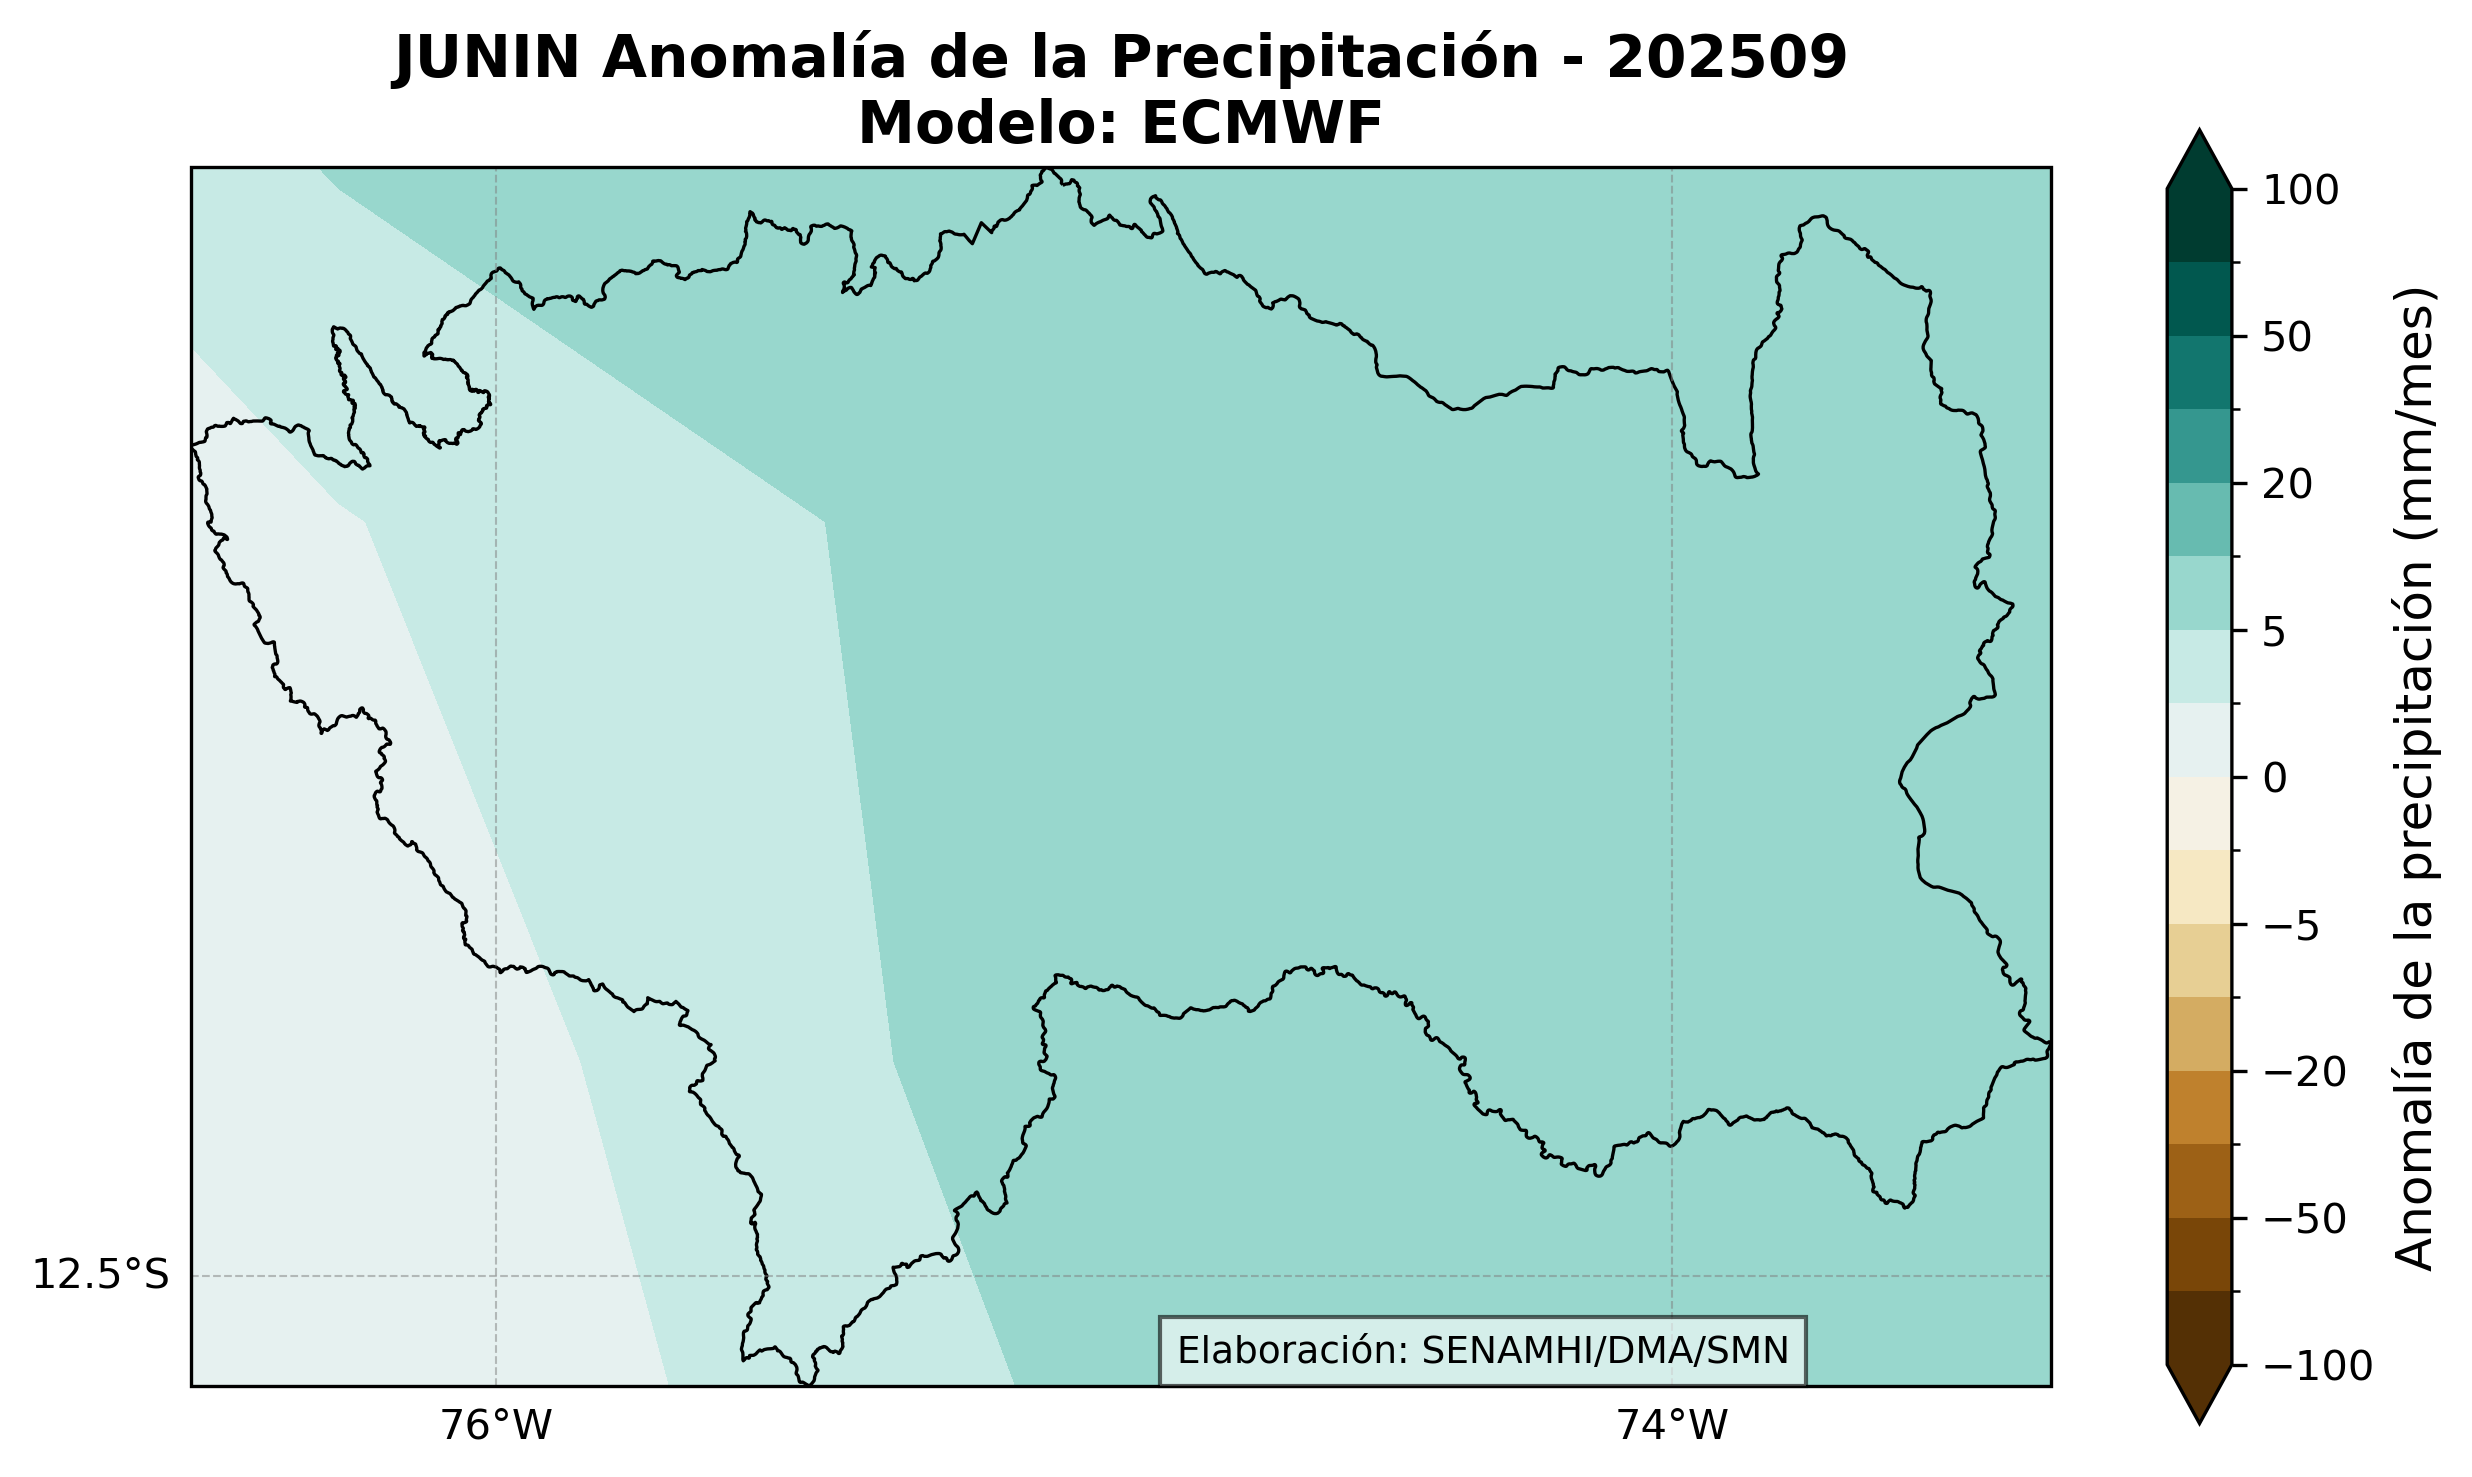 JUNIN Anomalía de la Precipitación - 202509
Modelo: ECMWF
100
50
20
5
0
−5
−20
−50
−100
Anomalía de la precipitación (mm/mes)
12.5°S
Elaboración: SENAMHI/DMA/SMN
76°W
74°W